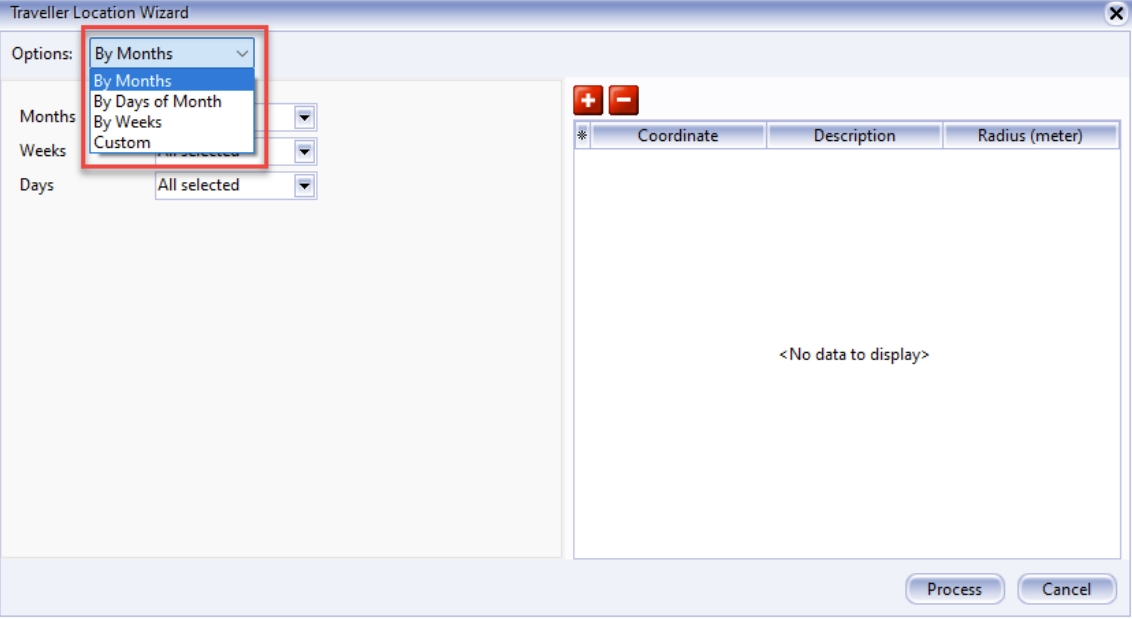 Traveller Location Wizard
Options: By Months
By Months
By Days of Month
By Weeks
Custom
Months
Weeks All selected
Days All selected
* Coordinate Description Radius (meter)
<No data to display>
Process Cancel